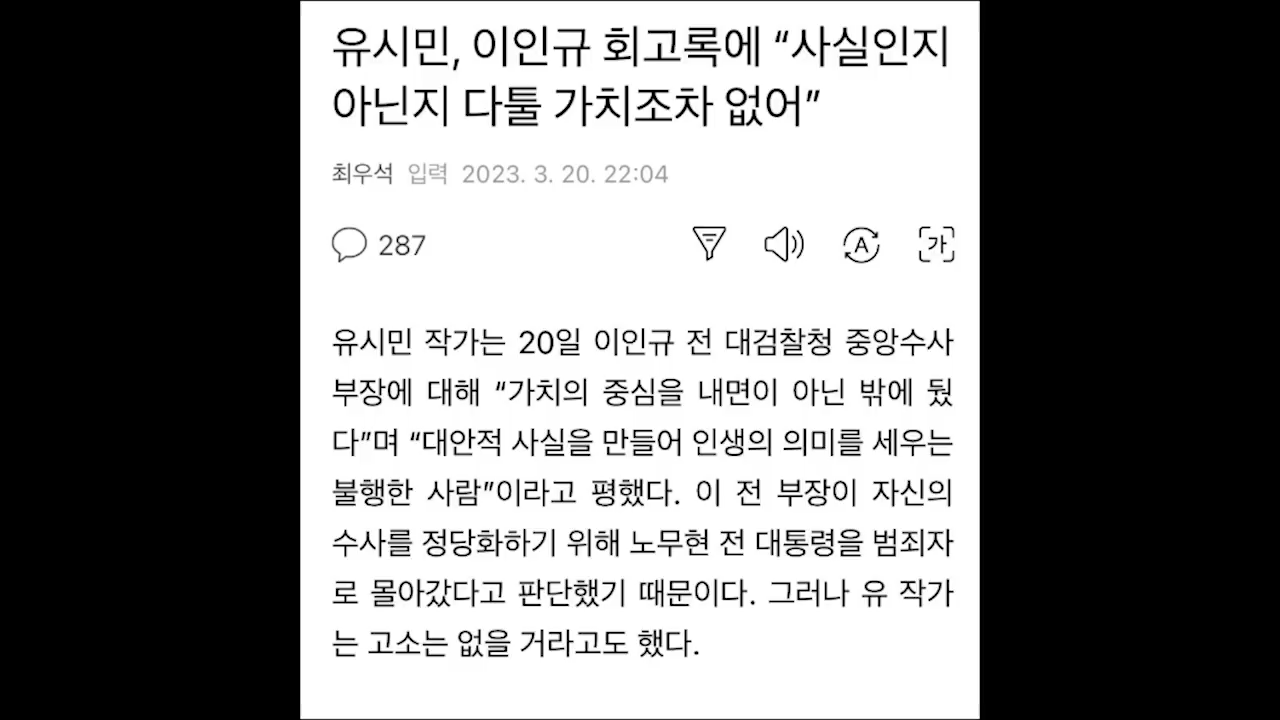 유시민, 이인규 회고록에 “사실인지
아닌지 다툴 가치조차 없어”
최우석 입력 2023. 3. 20. 22:04
287
A
가
유시민 작가는 20일 이인규 전 대검찰청 중앙수사
부장에 대해 “가치의 중심을 내면이 아닌 밖에 뒀
다”며 “대안적 사실을 만들어 인생의 의미를 세우는
불행한 사람”이라고 평했다. 이 전 부장이 자신의
수사를 정당화하기 위해 노무현 전 대통령을 범죄자
로 몰아갔다고 판단했기 때문이다. 그러나 유 작가
는 고소는 없을 거라고도 했다.